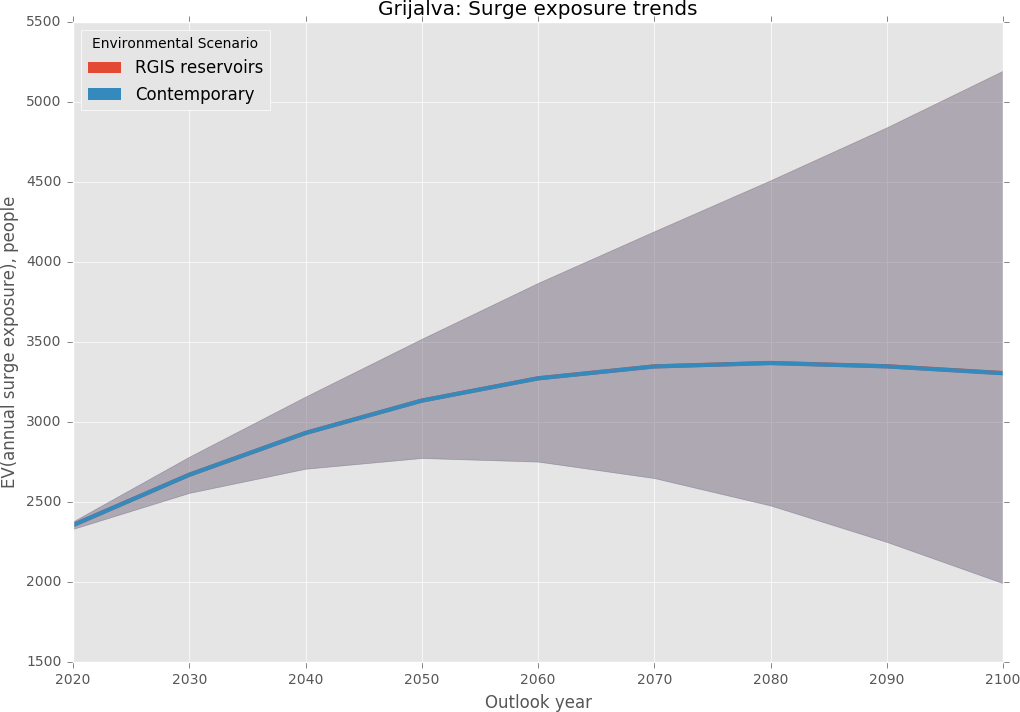 Grijalva: Surge exposure trends
Environmental Scenario
RGIS reservoirs
Contemporary
EV(annual surge exposure), people
5500
5000
4500
4000
3500
3000
2500
2000
1500
2020 2030 2040 2050 2060 2070 2080 2090 2100
Outlook year